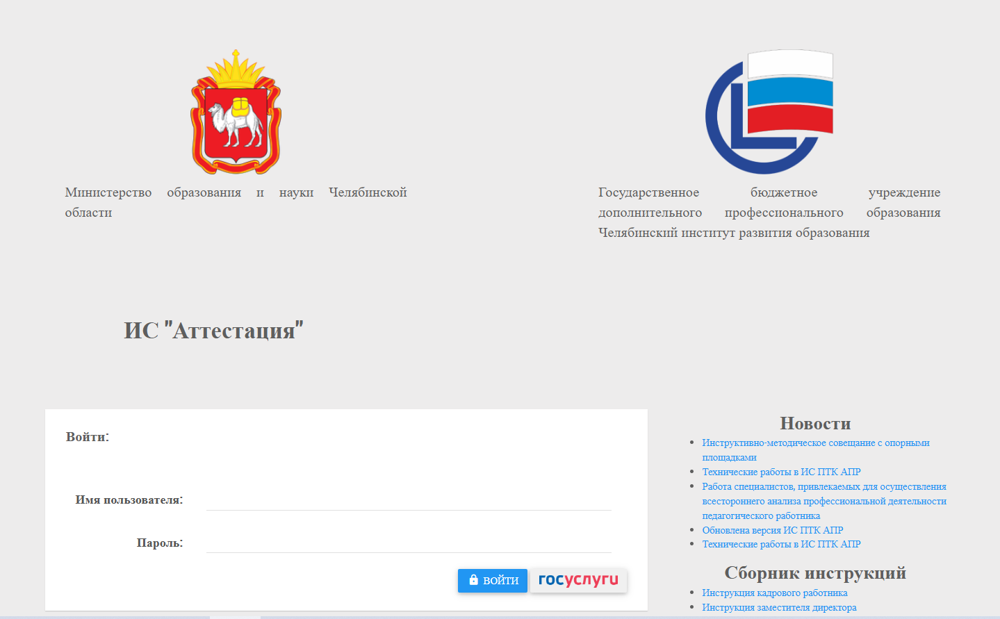 Министерство образования и науки Челябинской
области
Государственное бюджетное учреждение
дополнительного профессионального образования
Челябинский институт развития образования
ИС "Аттестация"
Войти:
Имя пользователя:
Пароль:
ВОЙТИ
госуслуги
Новости
Инструктивно-методическое совещание с опорными
площадками
Технические работы в ИС ПТК АПР
Работа специалистов, привлекаемых для осуществления
всестороннего анализа профессиональной деятельности
педагогического работника
Обновлена версия ИС ПТК АПР
Технические работы в ИС ПТК АПР
Сборник инструкций
Инструкция кадрового работника
Инструкция заместителя директора